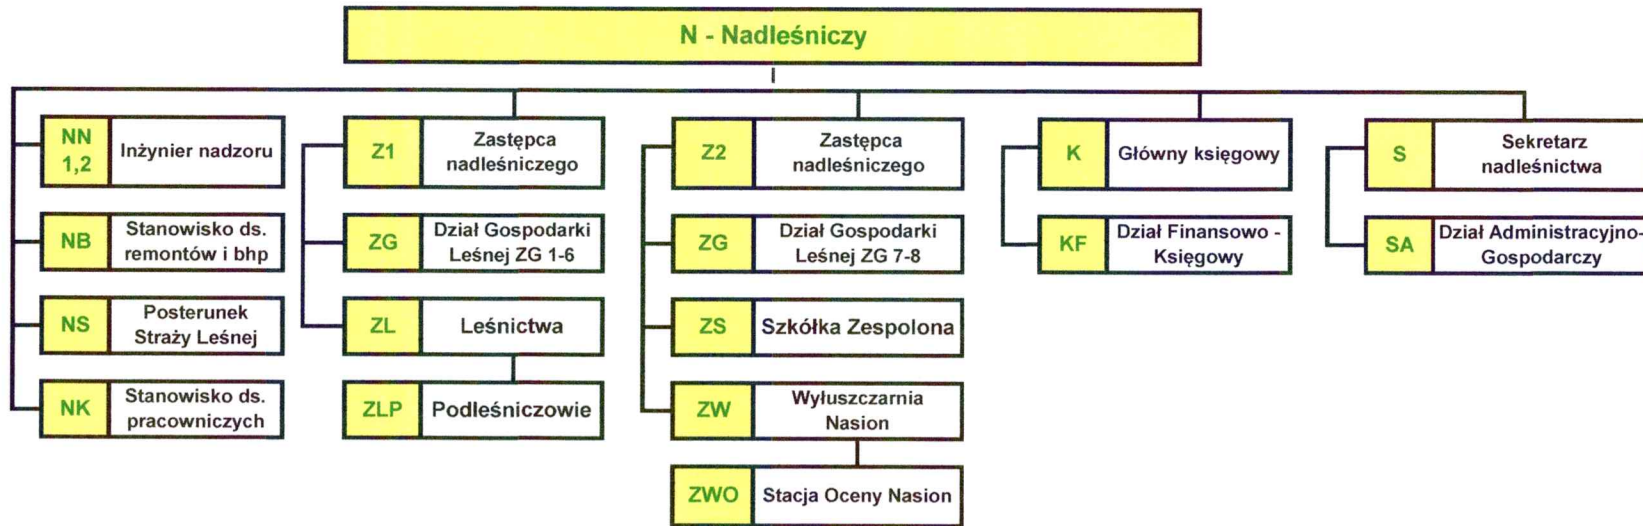 N - Nadleśniczy
NN
1,2
Inżynier nadzoru
NB
Stanowisko ds.
remontów i bhp
NS
Posterunek
Straży Leśnej
NK
Stanowisko ds.
pracowniczych
Z1
Zastępca
nadleśniczego
ZG
Dział Gospodarki
Leśnej ZG 1-6
ZL
Leśnictwa
ZLP
Podleśniczowie
Z2
Zastępca
nadleśniczego
ZG
Dział Gospodarki
Leśnej ZG 7-8
ZS
Szkółka Zespolona
ZW
Wyłuszczarnia
Nasion
ZWO
Stacja Oceny Nasion
K
Główny księgowy
KF
Dział Finansowo -
Księgowy
S
Sekretarz
nadleśnictwa
SA
Dział Administracyjno-
Gospodarczy